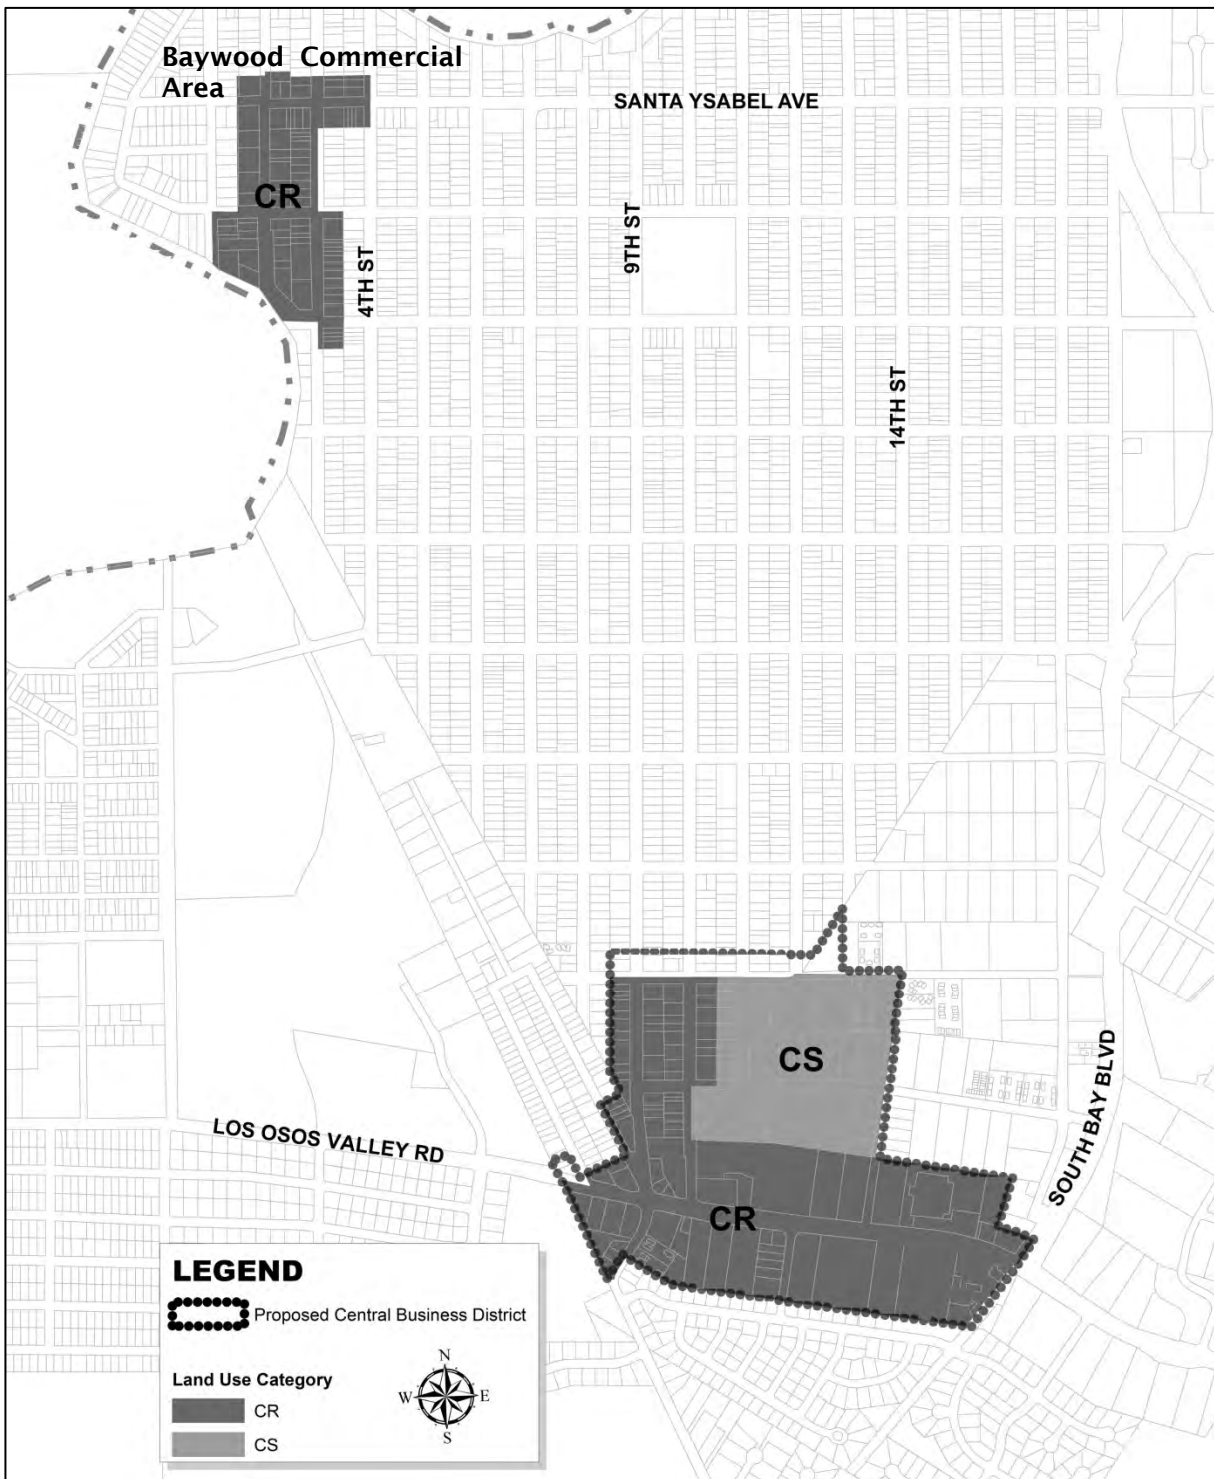 Baywood Commercial
Area
SANTA YSABEL AVE
CR
4TH ST
9TH ST
14TH ST
CS
SOUTH BAY BLVD
LOS OSOS VALLEY RD
CR
LEGEND
Proposed Central Business District
Land Use Category
CR
CS
N
W E
S